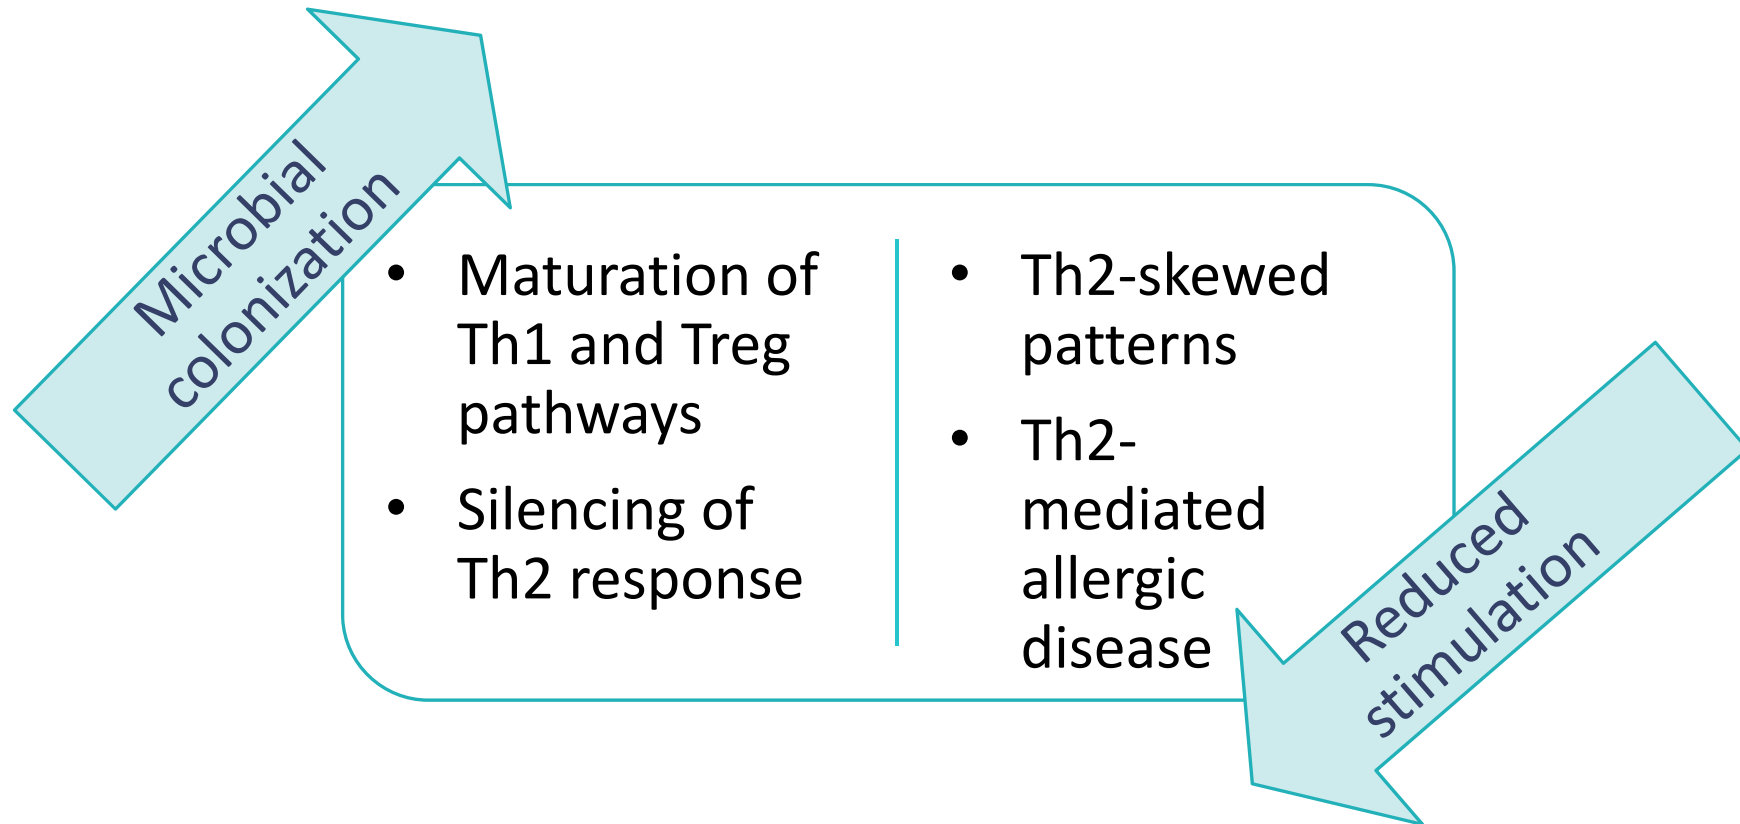 Microbial
colonization
• Maturation of
Th1 and Treg
pathways
• Silencing of
Th2 response
• Th2-skewed
patterns
• Th2-
mediated
allergic
disease
Reduced
stimulation